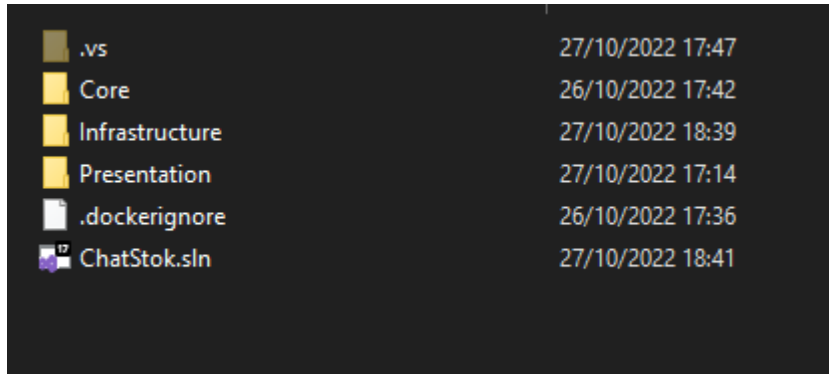 .vs 27/10/2022 17:47
Core 26/10/2022 17:42
Infrastructure 27/10/2022 18:39
Presentation 27/10/2022 17:14
.dockerignore 26/10/2022 17:36
17 ChatStok.sln 27/10/2022 18:41